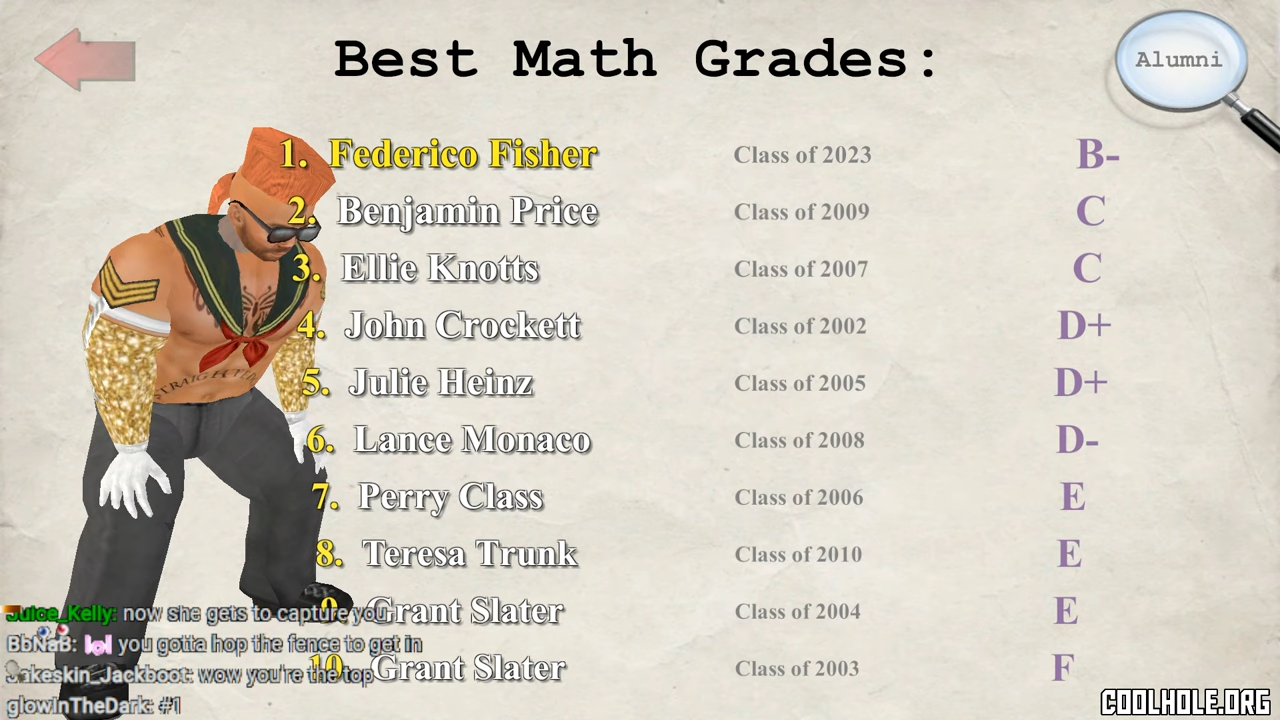 Best Math Grades:
Alumni
1. Federico Fisher Class of 2023 B-
2. Benjamin Price Class of 2009 C
3. Ellie Knotts Class of 2007 C
4. John Crockett Class of 2002 D+
5. Julie Heinz Class of 2005 D+
6. Lance Monaco Class of 2008 D-
7. Perry Class Class of 2006 E
8. Teresa Trunk Class of 2010 E
9. Grant Slater Class of 2004 E
10. Grant Slater Class of 2003 F
Juice_Kelly: now she gets to capture you
BbNaB: lol you gotta hop the fence to get in
Jakeskin_Jackboot: wow you're the top
glowInTheDark: #1
COOLHOLE.ORG